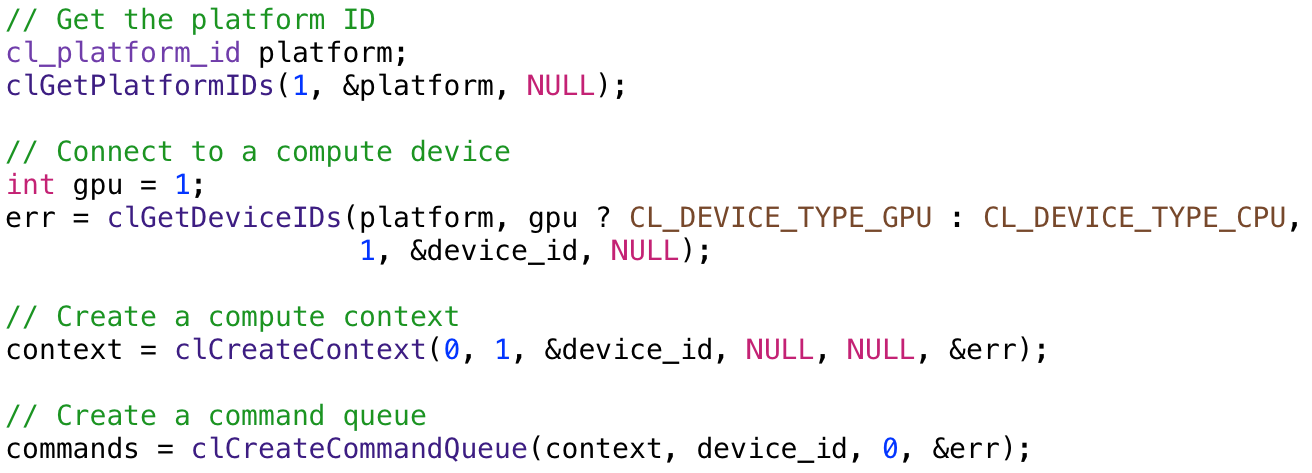 // Get the platform ID
cl_platform_id platform;
clGetPlatformIDs(1, &platform, NULL);

// Connect to a compute device
int gpu = 1;
err = clGetDeviceIDs(platform, gpu ? CL_DEVICE_TYPE_GPU : CL_DEVICE_TYPE_CPU,
                     1, &device_id, NULL);

// Create a compute context
context = clCreateContext(0, 1, &device_id, NULL, NULL, &err);

// Create a command queue
commands = clCreateCommandQueue(context, device_id, 0, &err);